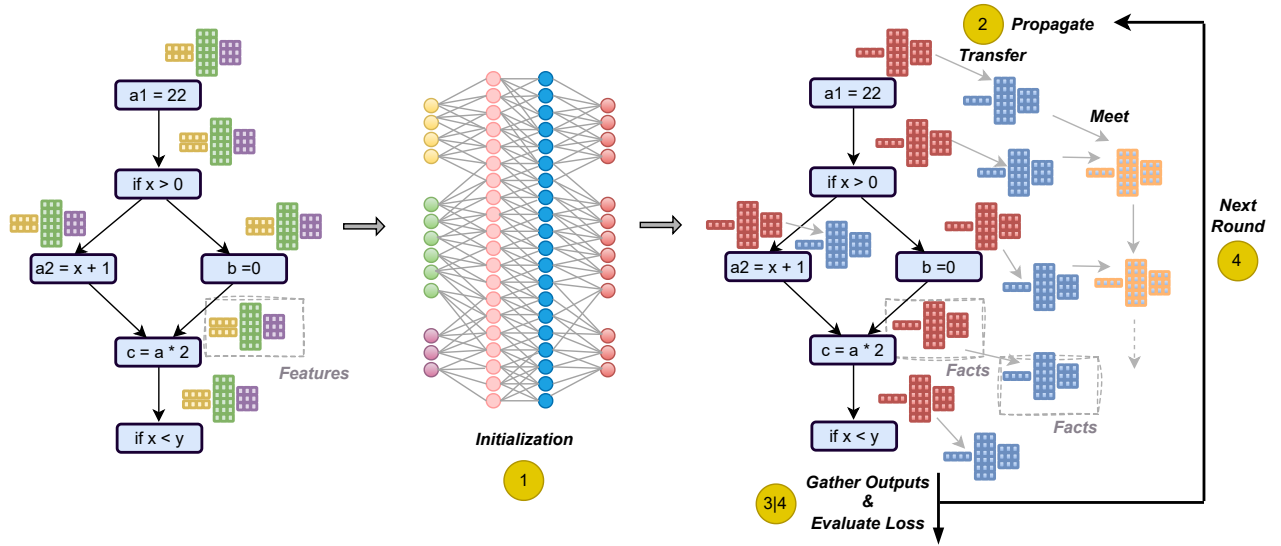 a1 = 22
if x > 0
a2 = x + 1
b =0
c = a * 2
Features
if x < y
Initialization
1
2
Propagate
Transfer
a1 = 22
Meet
if x > 0
Next
Round
4
a2 = x + 1
b =0
c = a * 2
Facts
Facts
if x < y
3|4
Gather Outputs
&
Evaluate Loss